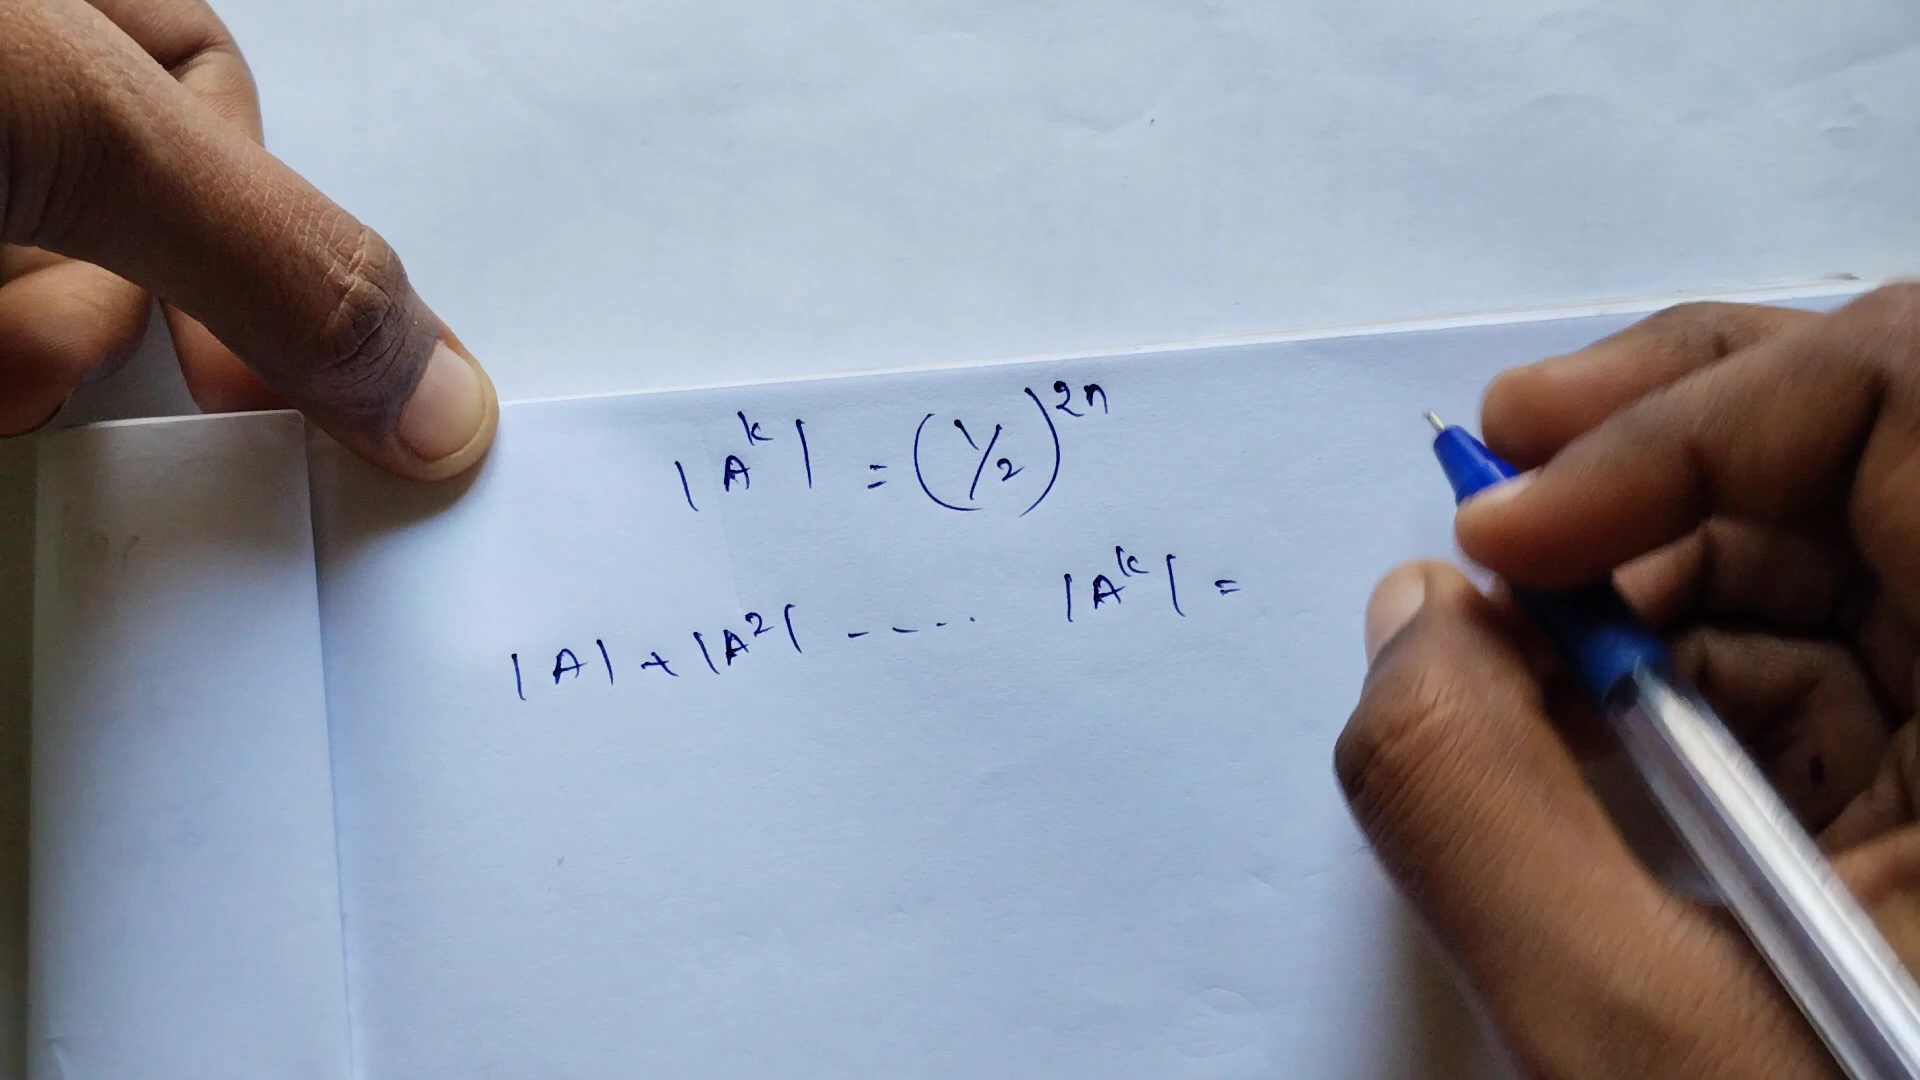 |A^k| = (1/2)^2n
|A| + |A^2| ----. |A^k| =